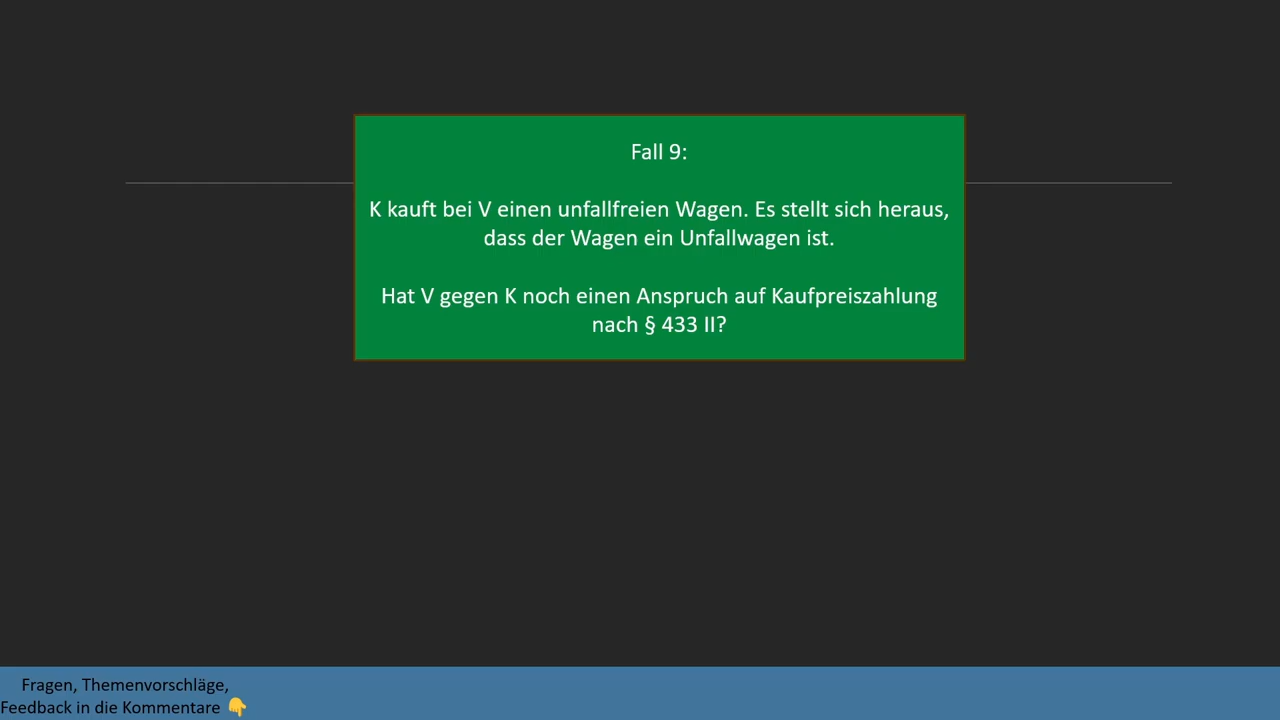 Fall 9:
K kauft bei V einen unfallfreien Wagen. Es stellt sich heraus,
dass der Wagen ein Unfallwagen ist.
Hat V gegen K noch einen Anspruch auf Kaufpreiszahlung
nach § 433 II?
Fragen, Themenvorschläge,
Feedback in die Kommentare 👇